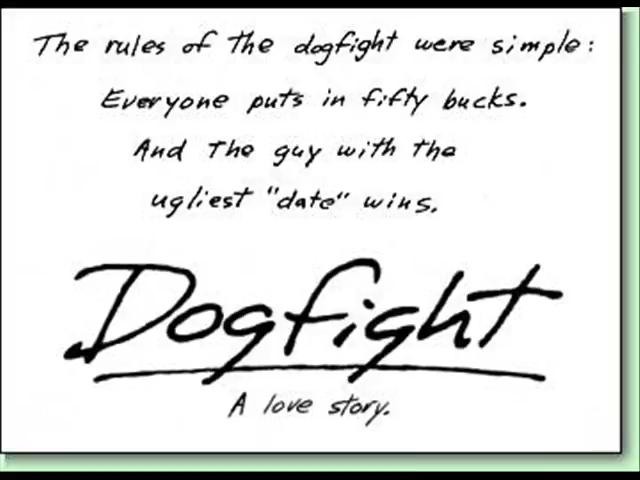 The rules of the dogfight were simple:
Everyone puts in fifty bucks.
And the guy with the
ugliest "date" wins.
Dogfight
A love story.